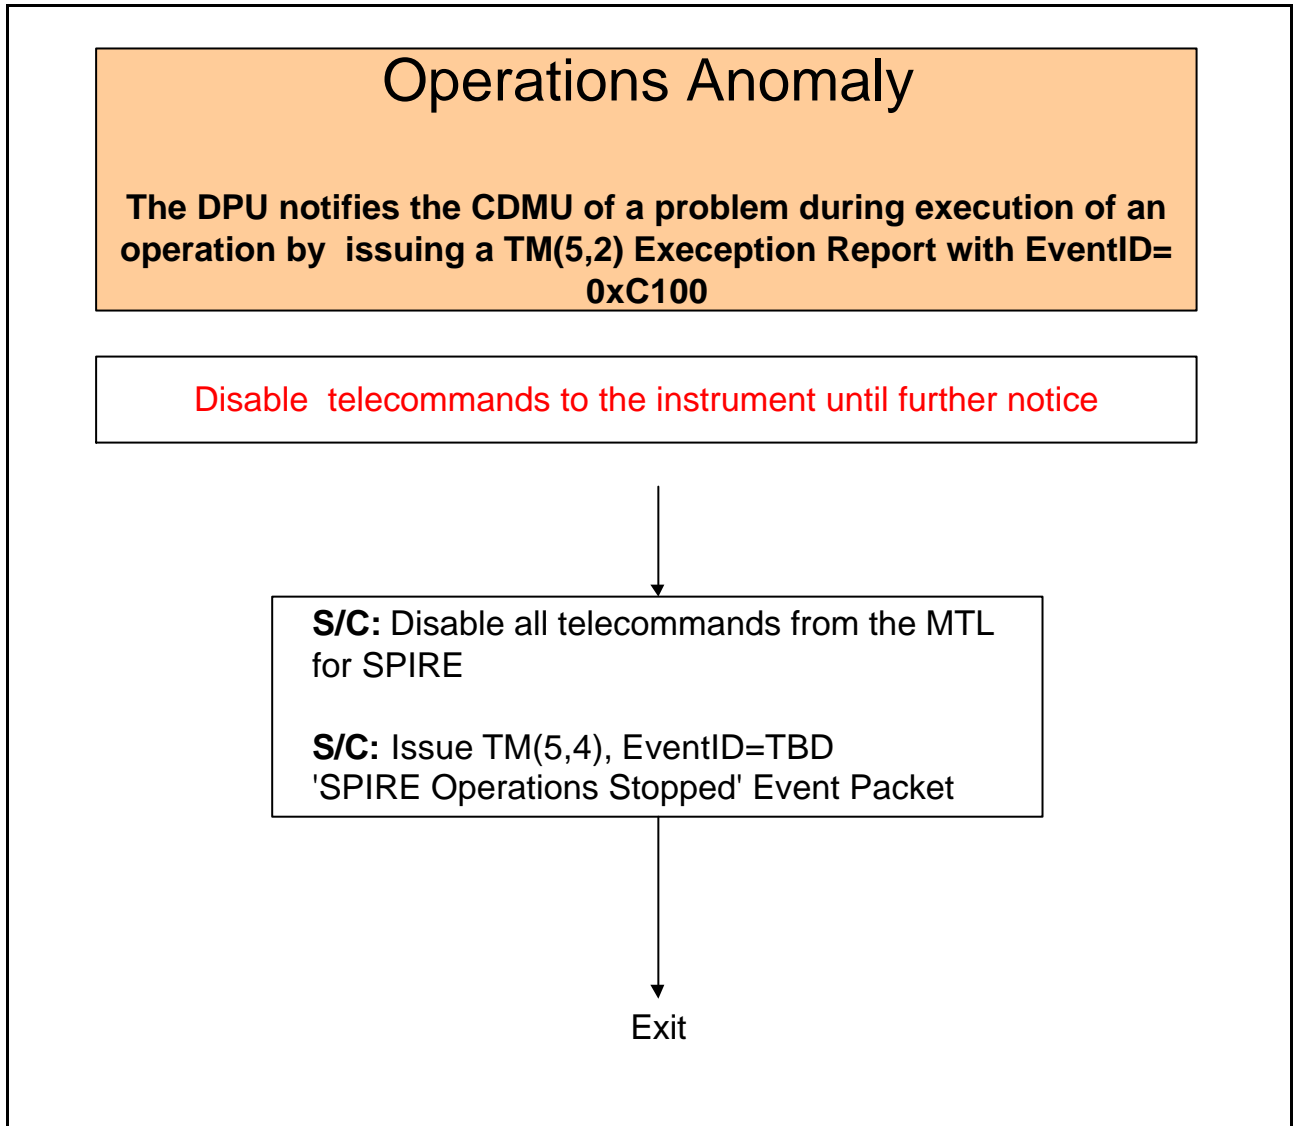 Operations Anomaly
The DPU notifies the CDMU of a problem during execution of an
operation by  issuing a TM(5,2) Exeception Report with EventID=
0xC100
Disable  telecommands to the instrument until further notice
S/C: Disable all telecommands from the MTL
for SPIRE
S/C: Issue TM(5,4), EventID=TBD
'SPIRE Operations Stopped' Event Packet
Exit